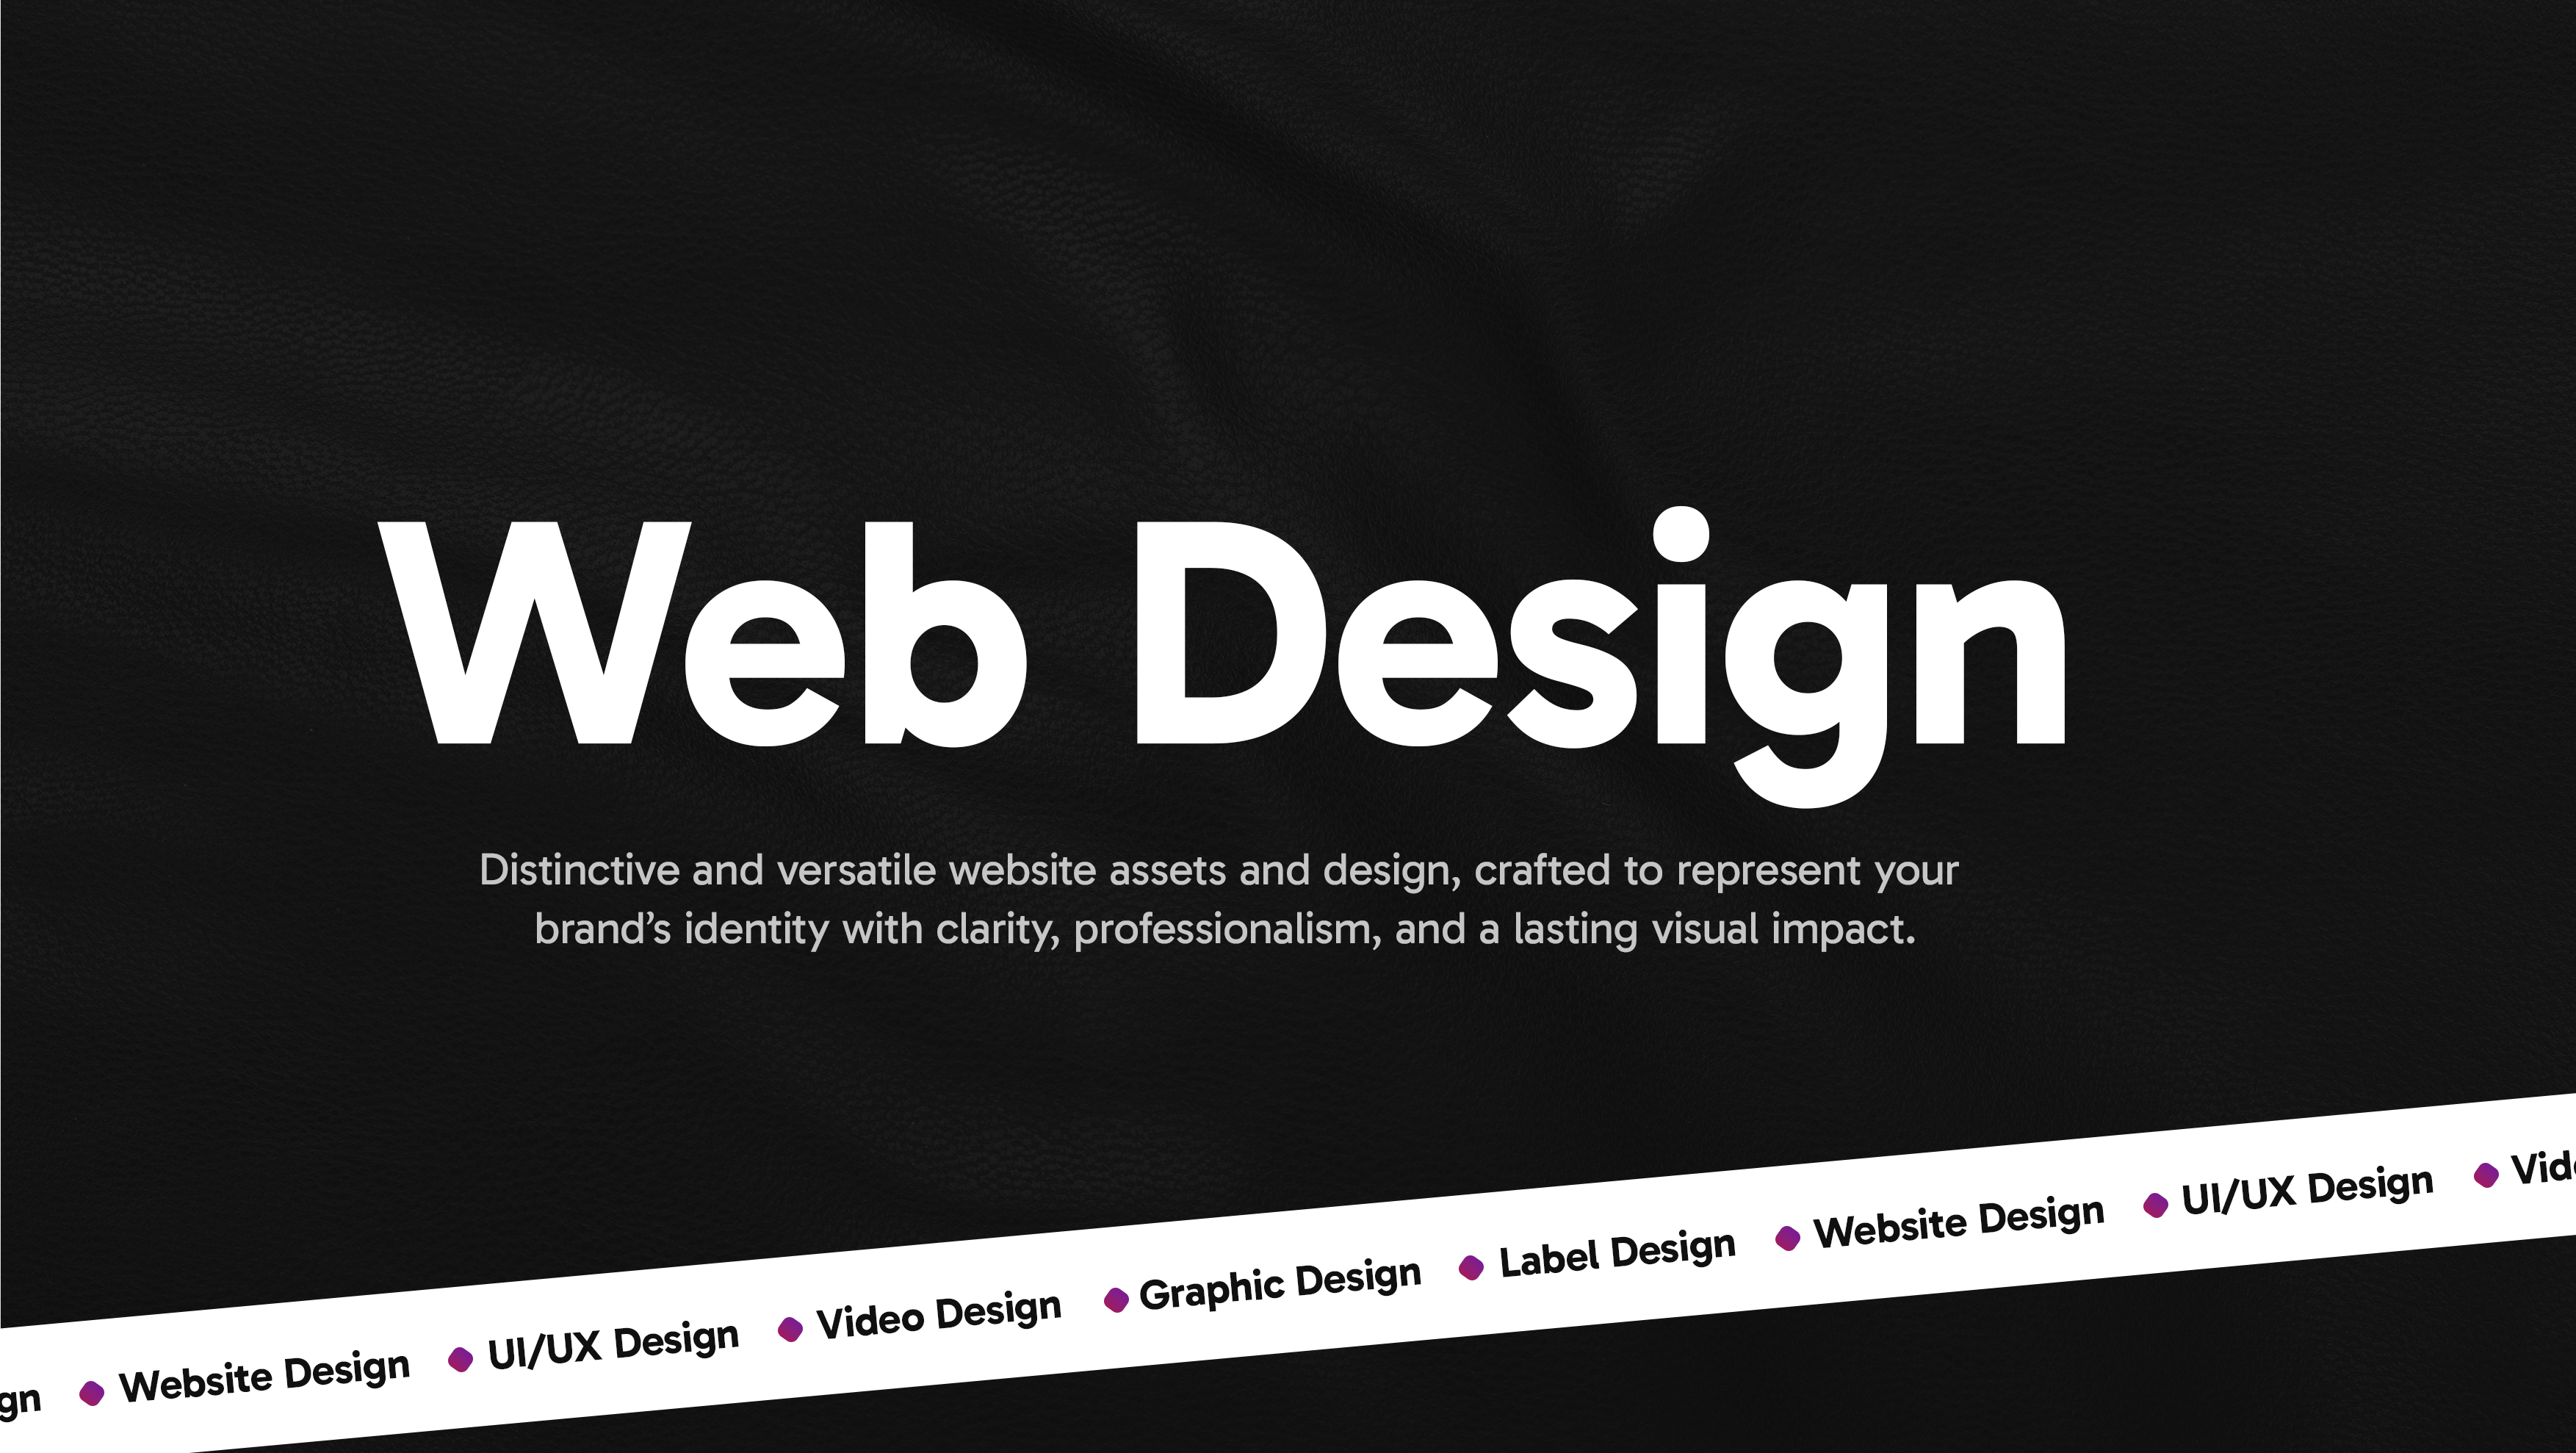 Web Design
Distinctive and versatile website assets and design, crafted to represent your
brand’s identity with clarity, professionalism, and a lasting visual impact.
gn Website Design UI/UX Design Video Design Graphic Design Label Design Website Design UI/UX Design Vid